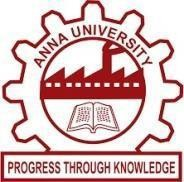 ANNA UNIVERSITY
PROGRESS THROUGH KNOWLEDGE